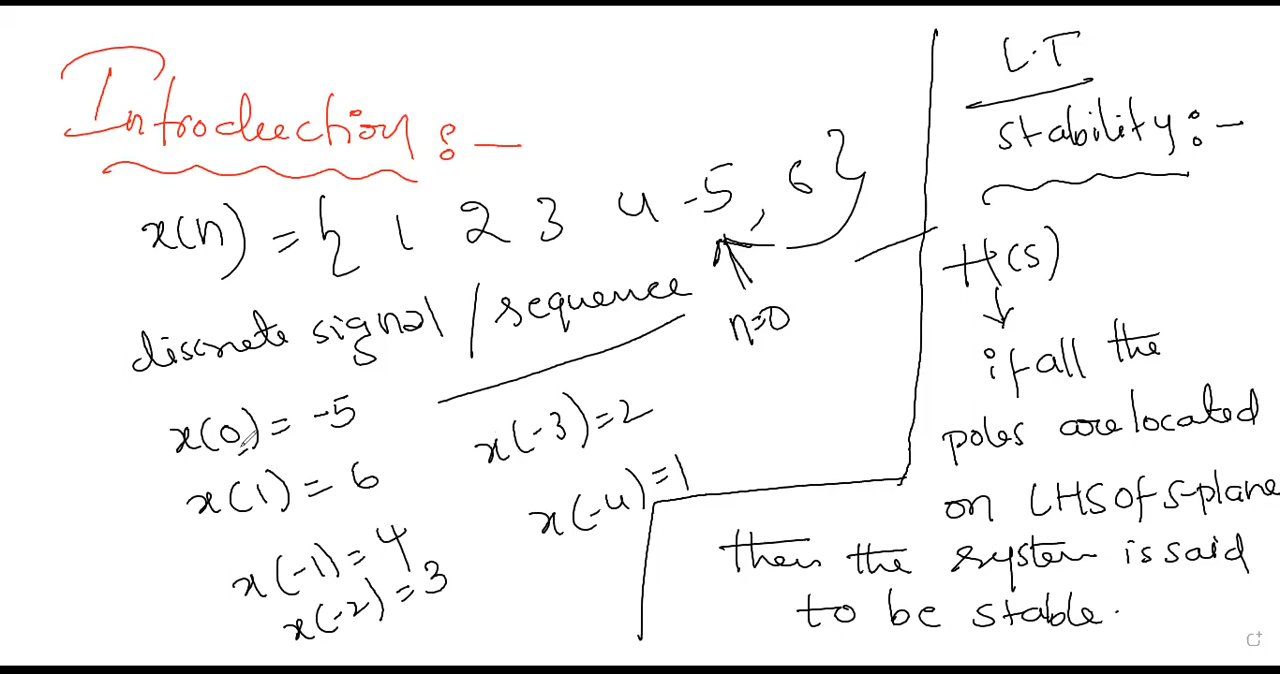 Introduction :-
x(n) = { 1 2 3 4 -5, 6 }
n=0
discrete signal / sequence
x(0) = -5
x(1) = 6
x(-1) = 4
x(-2) = 3
x(-3) = 2
x(-4) = 1
L.T
stability :-
H(s)
if all the
poles are located
on LHS of s-plane
then the system is said
to be stable.